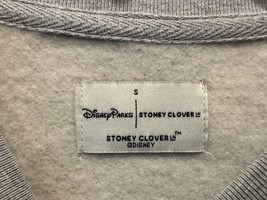 S
Disney Parks | STONEY CLOVER LN
STONEY CLOVER LN™
©DISNEY